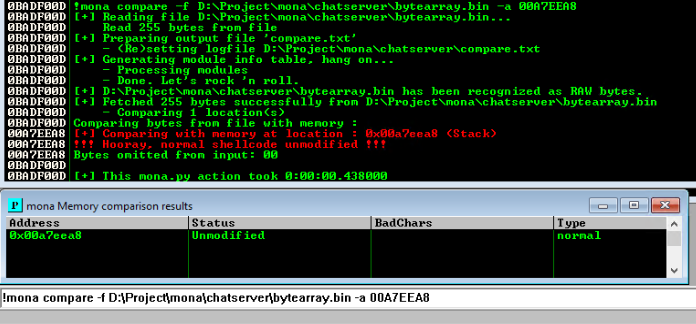 0BADF00D !mona compare -f D:\Project\mona\chatserver\bytearray.bin -a 00A7EEA8
0BADF00D [+] Reading file D:\Project\mona\chatserver\bytearray.bin...
0BADF00D Read 255 bytes from file
0BADF00D [+] Preparing output file 'compare.txt'
0BADF00D - (Re)setting logfile D:\Project\mona\chatserver\compare.txt
0BADF00D [+] Generating module info table, hang on...
0BADF00D - Processing modules
0BADF00D - Done. Let's rock 'n roll.
0BADF00D [+] D:\Project\mona\chatserver\bytearray.bin has been recognized as RAW bytes.
0BADF00D [+] Fetched 255 bytes successfully from D:\Project\mona\chatserver\bytearray.bin
0BADF00D - Comparing 1 location(s)
0BADF00D Comparing bytes from file with memory :
00A7EEA8 [+] Comparing with memory at location : 0x00a7eea8 (Stack)
00A7EEA8 !!! Hooray, normal shellcode unmodified !!!
00A7EEA8 Bytes omitted from input: 00
0BADF00D
0BADF00D [+] This mona.py action took 0:00:00.438000
P mona Memory comparison results
Address Status BadChars Type
0x00a7eea8 Unmodified normal
!mona compare -f D:\Project\mona\chatserver\bytearray.bin -a 00A7EEA8